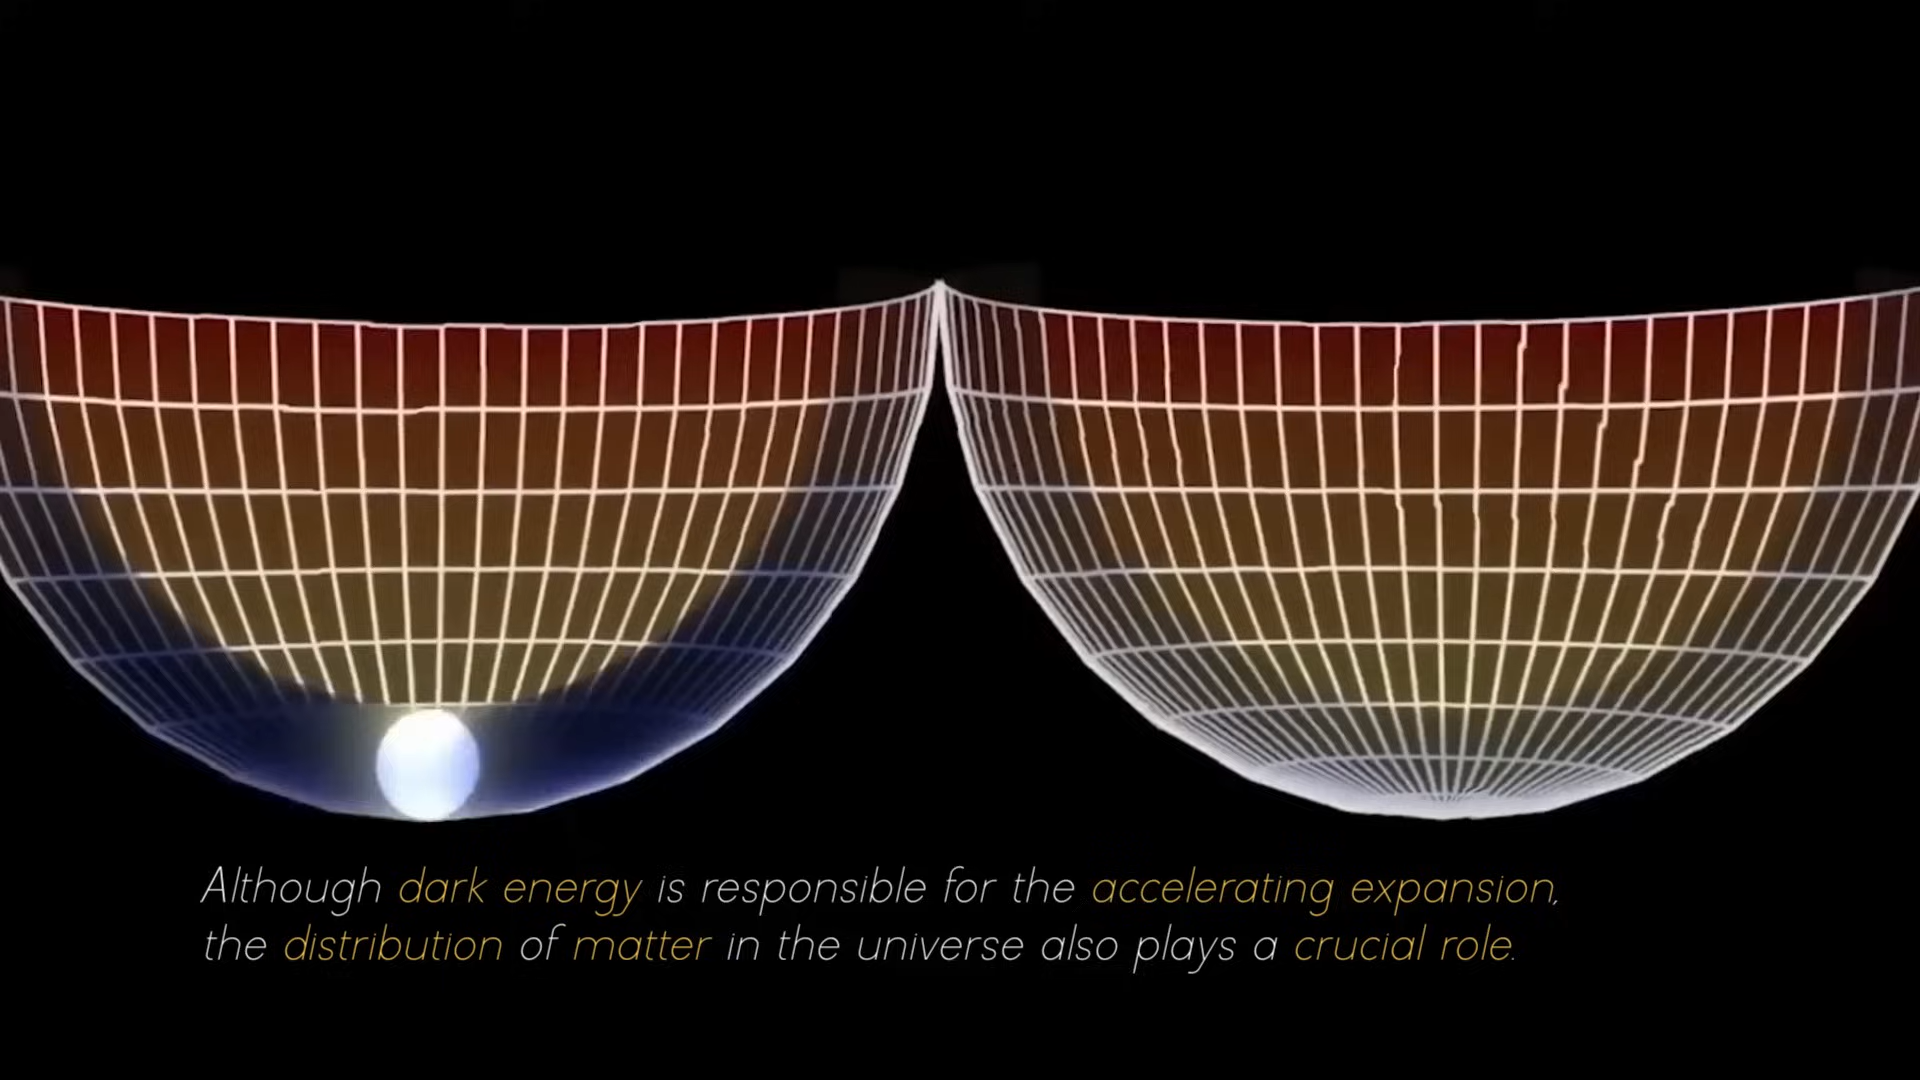 Although dark energy is responsible for the accelerating expansion,
the distribution of matter in the universe also plays a crucial role.